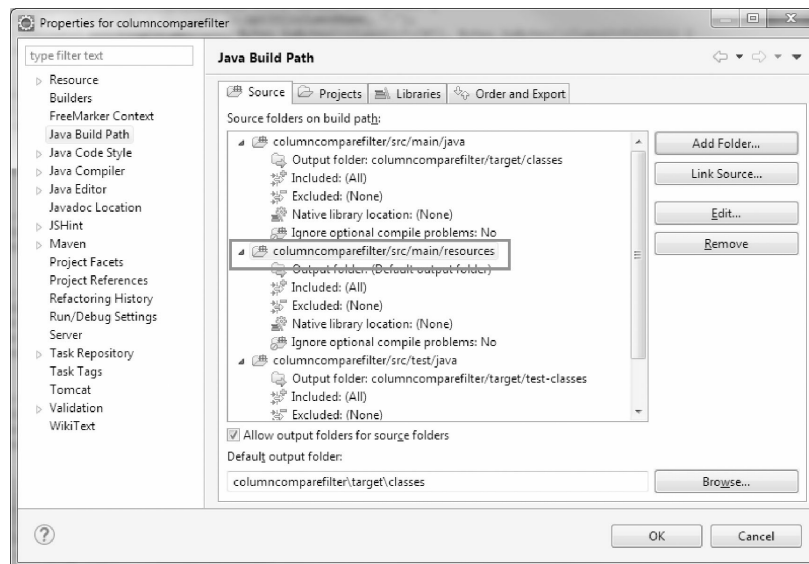 Properties for columncomparefilter
type filter text
Resource
Builders
FreeMarker Context
Java Build Path
Java Code Style
Java Compiler
Java Editor
Javadoc Location
JSHint
Maven
Project Facets
Project References
Refactoring History
Run/Debug Settings
Server
Task Repository
Task Tags
Tomcat
Validation
WikiText
Java Build Path
Source
Projects
Libraries
Order and Export
Source folders on build path:
columncomparefilter/src/main/java
Output folder: columncomparefilter/target/classes
Included: (All)
Excluded: (None)
Native library location: (None)
Ignore optional compile problems: No
columncomparefilter/src/main/resources
Output folder: (Default output folder)
Included: (All)
Excluded: (None)
Native library location: (None)
Ignore optional compile problems: No
columncomparefilter/src/test/java
Output folder: columncomparefilter/target/test-classes
Included: (All)
Excluded: (None)
Add Folder...
Link Source...
Edit...
Remove
Allow output folders for source folders
Default output folder:
columncomparefilter\target\classes
Browse...
OK
Cancel